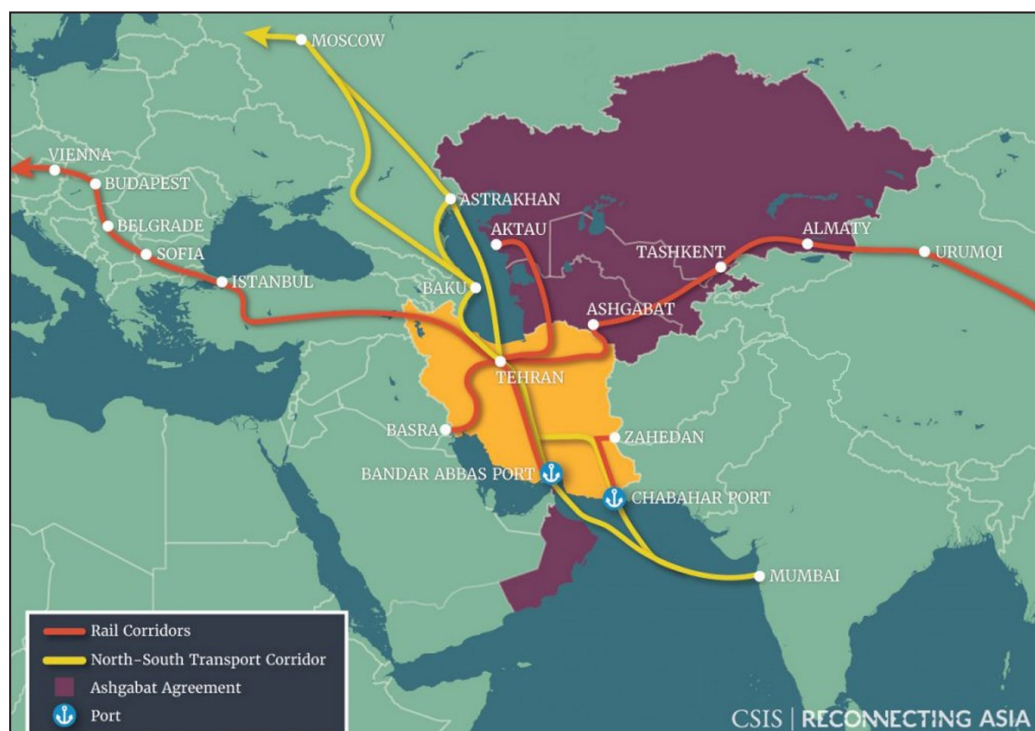 MOSCOW
VIENNA
BUDAPEST
ASTRAKHAN
BELGRADE
AKTAU
ALMATY
SOFIA
TASHKENT
URUMQI
ISTANBUL
BAKU
ASHGABAT
TEHRAN
BASRA
ZAHEDAN
BANDAR ABBAS PORT
CHABAHAR PORT
MUMBAI
Rail Corridors
North-South Transport Corridor
Ashgabat Agreement
Port
CSIS | RECONNECTING ASIA